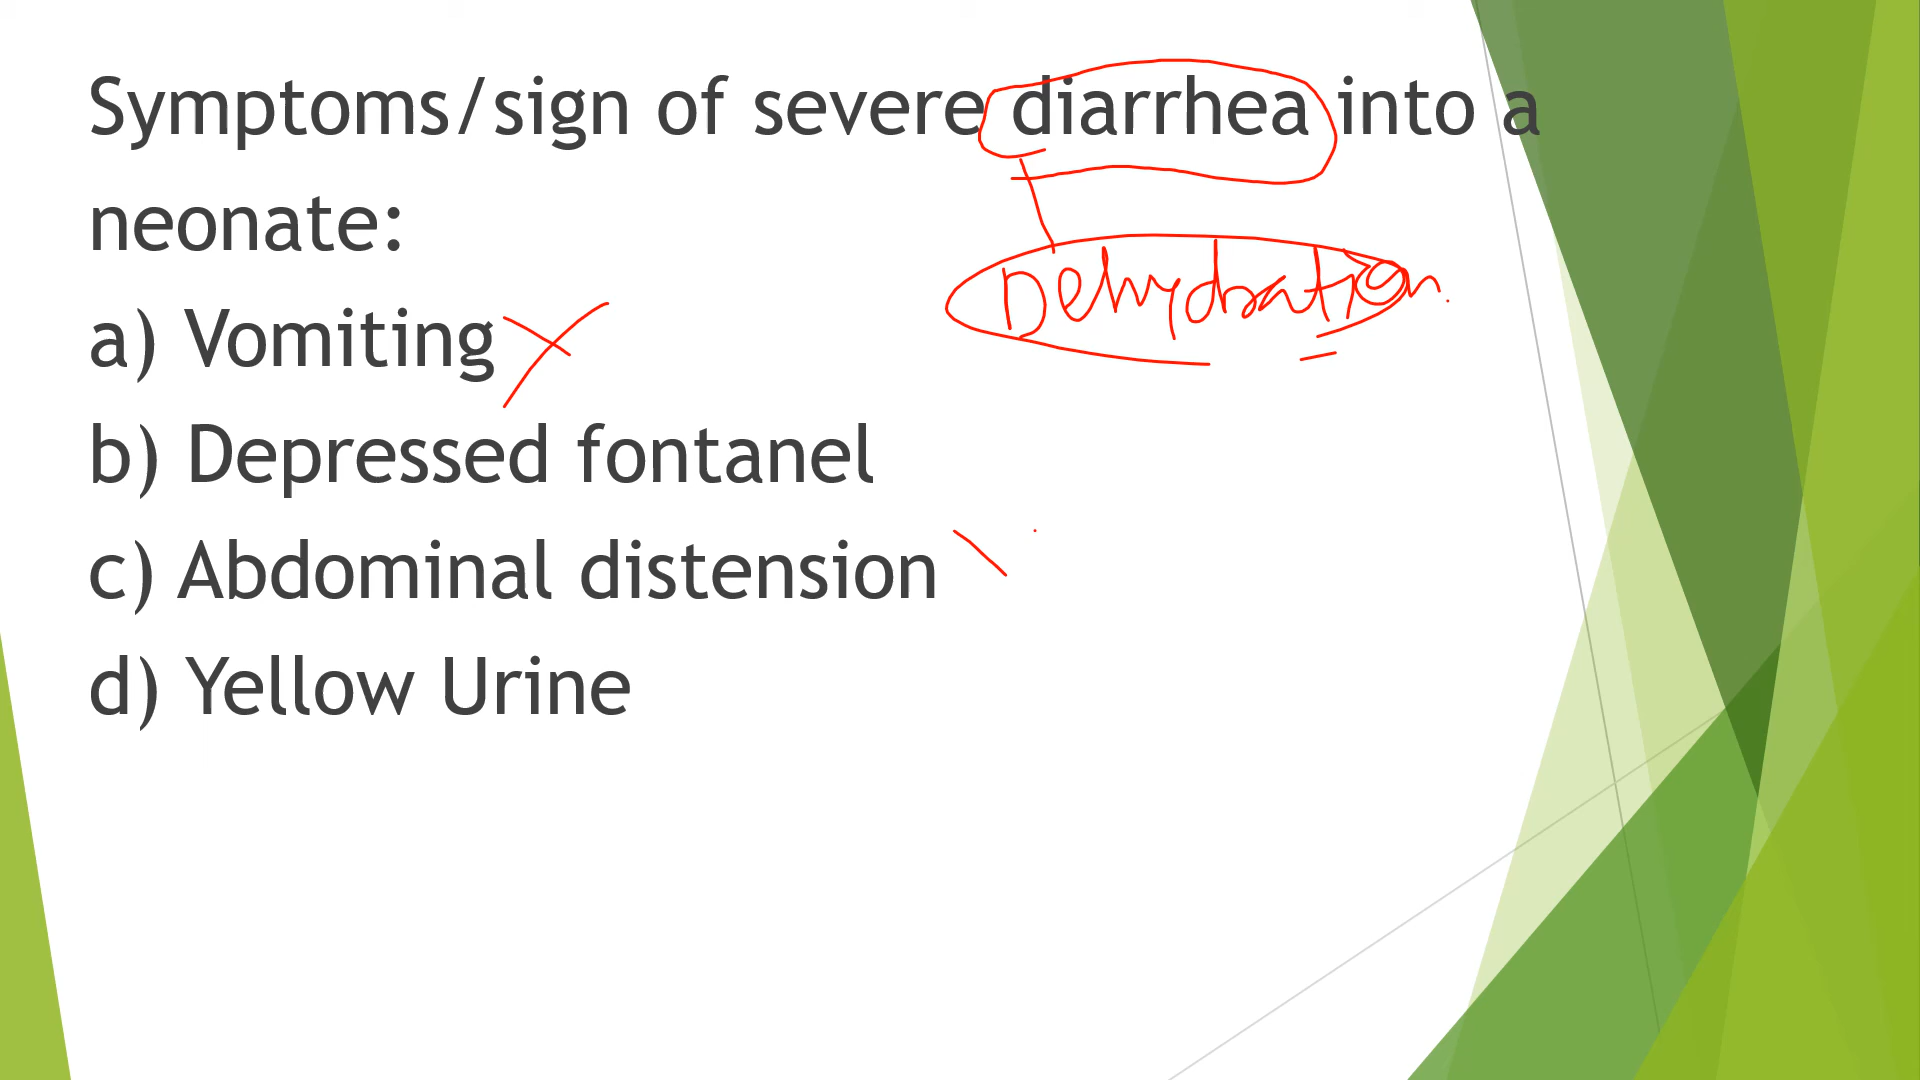 Symptoms/sign of severe diarrhea into a
neonate:
Dehydration.
a) Vomiting
b) Depressed fontanel
c) Abdominal distension
d) Yellow Urine